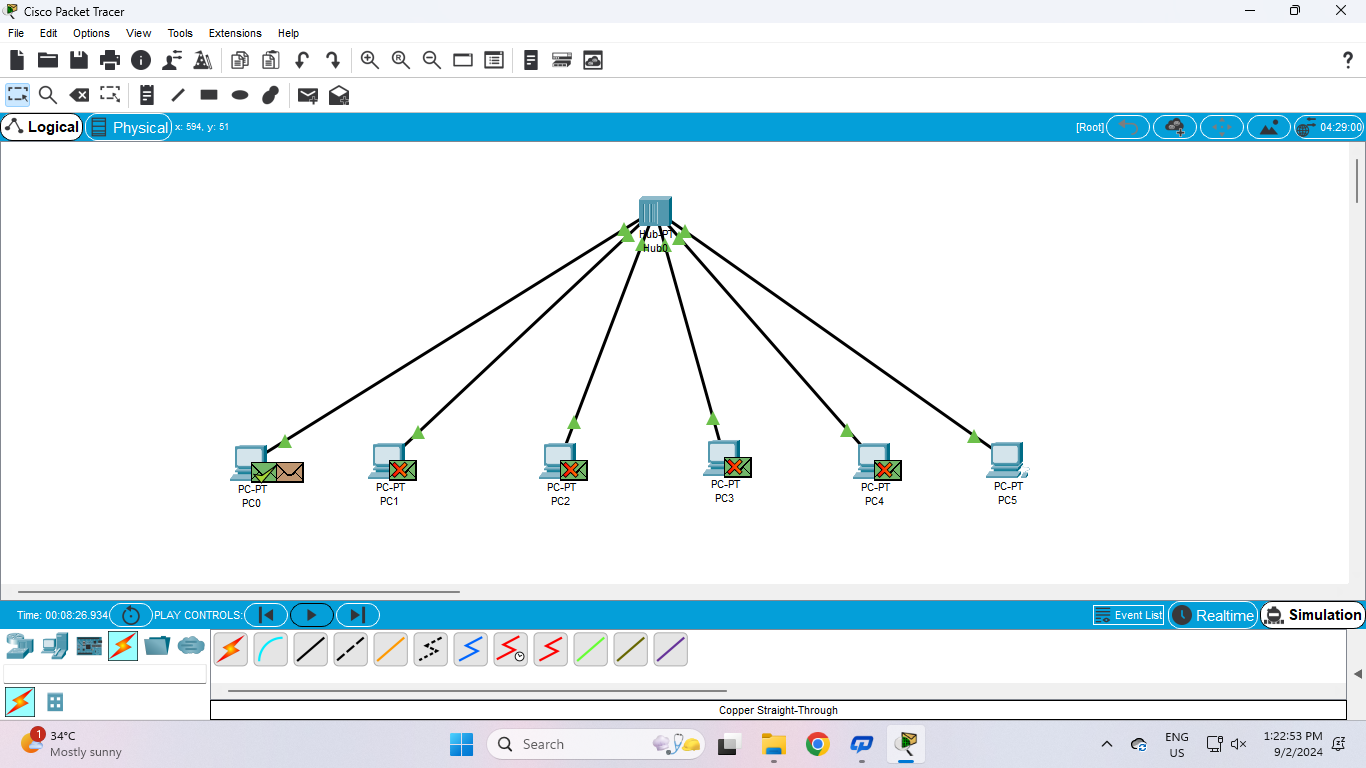 Cisco Packet Tracer
File Edit Options View Tools Extensions Help
R
?
Logical
Physical
x: 594, y: 51
[Root]
04:29:00
Hub-PT
Hub0
PC-PT
PC0
PC-PT
PC1
PC-PT
PC2
PC-PT
PC3
PC-PT
PC4
PC-PT
PC5
Time: 00:08:26.934
PLAY CONTROLS:
Event List
Realtime
Simulation
Copper Straight-Through
1
34°C
Mostly sunny
Search
ENG
US
1:22:53 PM
9/2/2024